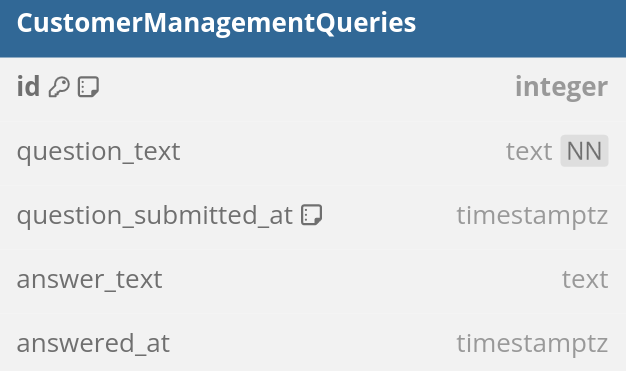 CustomerManagementQueries
id integer
question_text text NN
question_submitted_at timestamptz
answer_text text
answered_at timestamptz